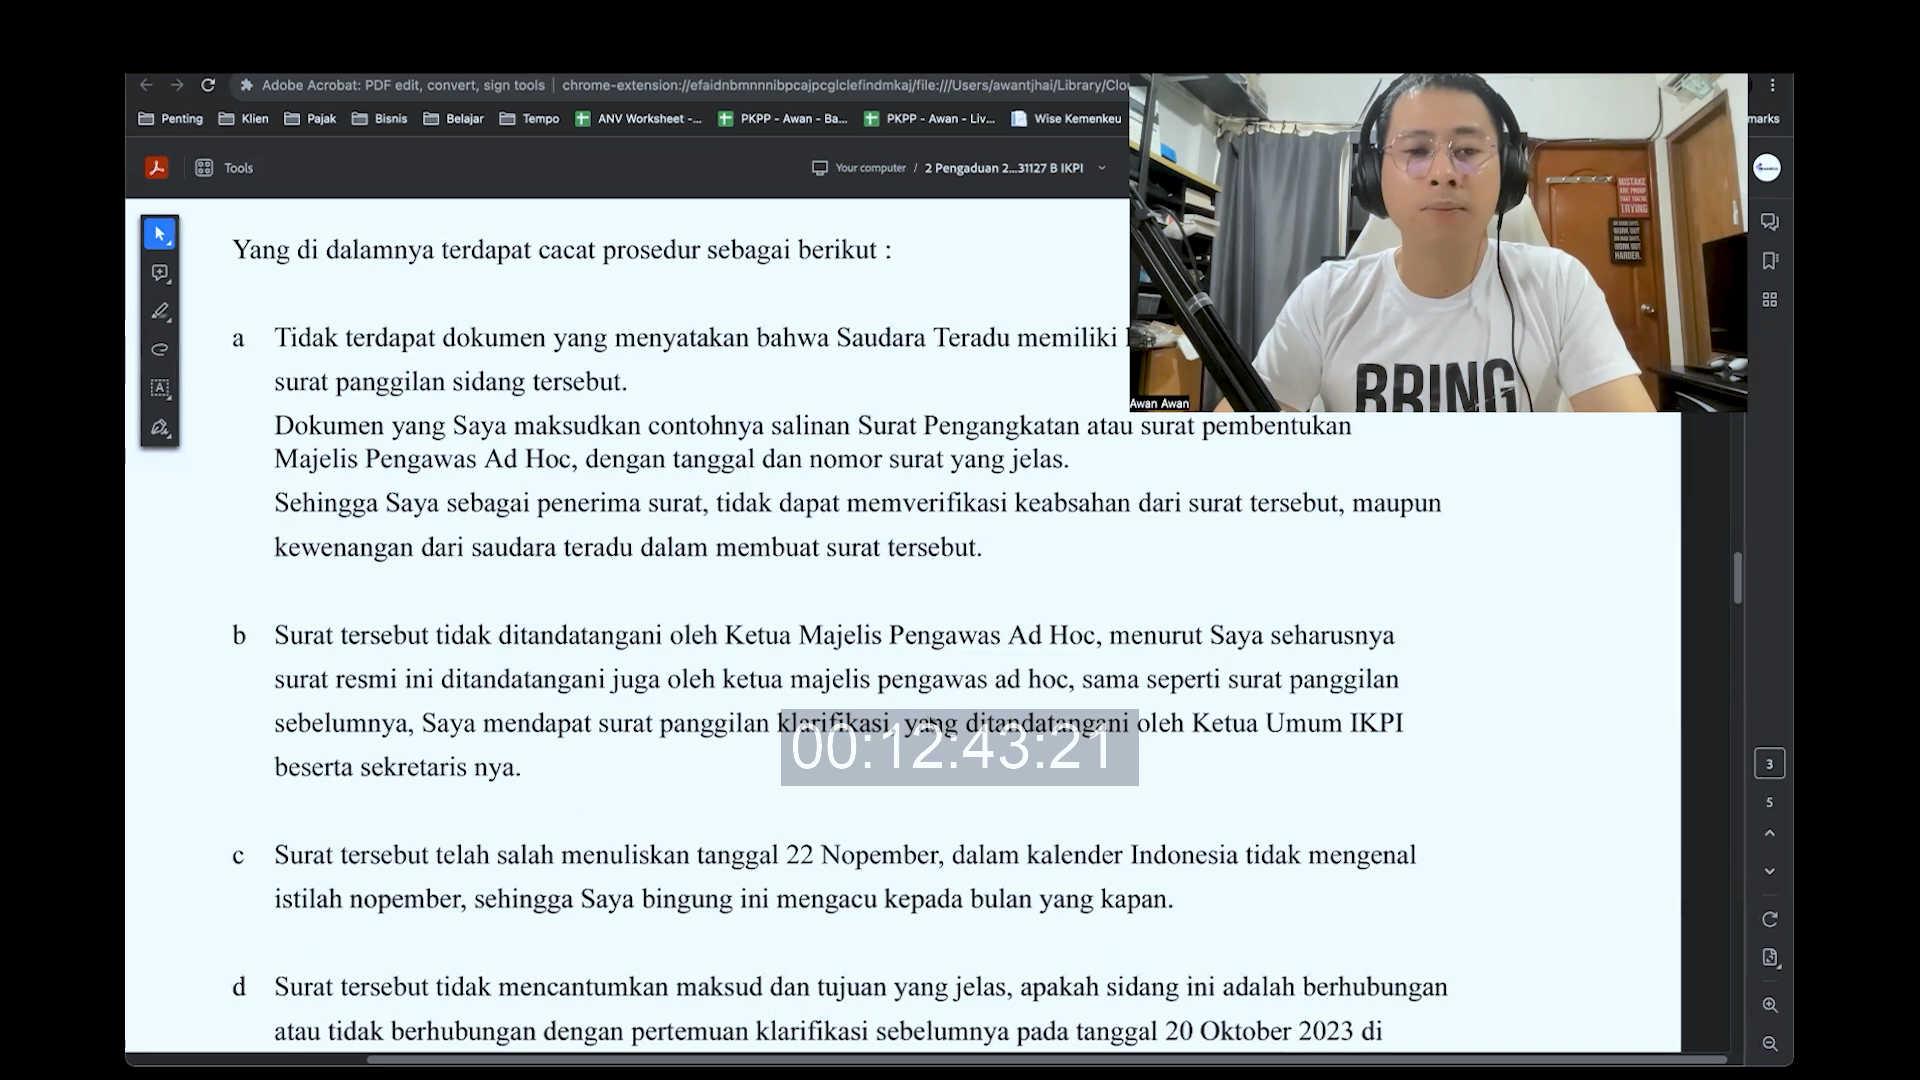 Adobe Acrobat: PDF edit, convert, sign tools | chrome-extension://efaidnbmnnnibpcajpcglclefindmkaj/file:///Users/awantjhai/Library/Clo
Penting Klien Pajak Bisnis Belajar Tempo ANV Worksheet -... PKPP - Awan - Ba... PKPP - Awan - Liv... Wise Kemenkeu
marks
Tools
Your computer / 2 Pengaduan 2...31127 B IKPI
MISTAKE
ARE PROOF
THAT YOU'RE
TRYING
WORK OUT
HARDER.
BRING
Awan Awan
Yang di dalamnya terdapat cacat prosedur sebagai berikut :
a Tidak terdapat dokumen yang menyatakan bahwa Saudara Teradu memiliki
surat panggilan sidang tersebut.
Dokumen yang Saya maksudkan contohnya salinan Surat Pengangkatan atau surat pembentukan
Majelis Pengawas Ad Hoc, dengan tanggal dan nomor surat yang jelas.
Sehingga Saya sebagai penerima surat, tidak dapat memverifikasi keabsahan dari surat tersebut, maupun
kewenangan dari saudara teradu dalam membuat surat tersebut.
b Surat tersebut tidak ditandatangani oleh Ketua Majelis Pengawas Ad Hoc, menurut Saya seharusnya
surat resmi ini ditandatangani juga oleh ketua majelis pengawas ad hoc, sama seperti surat panggilan
sebelumnya, Saya mendapat surat panggilan klarifikasi, yang ditandatangani oleh Ketua Umum IKPI
00:12:43:21
beserta sekretaris nya.
c Surat tersebut telah salah menuliskan tanggal 22 Nopember, dalam kalender Indonesia tidak mengenal
istilah nopember, sehingga Saya bingung ini mengacu kepada bulan yang kapan.
d Surat tersebut tidak mencantumkan maksud dan tujuan yang jelas, apakah sidang ini adalah berhubungan
atau tidak berhubungan dengan pertemuan klarifikasi sebelumnya pada tanggal 20 Oktober 2023 di
3
5